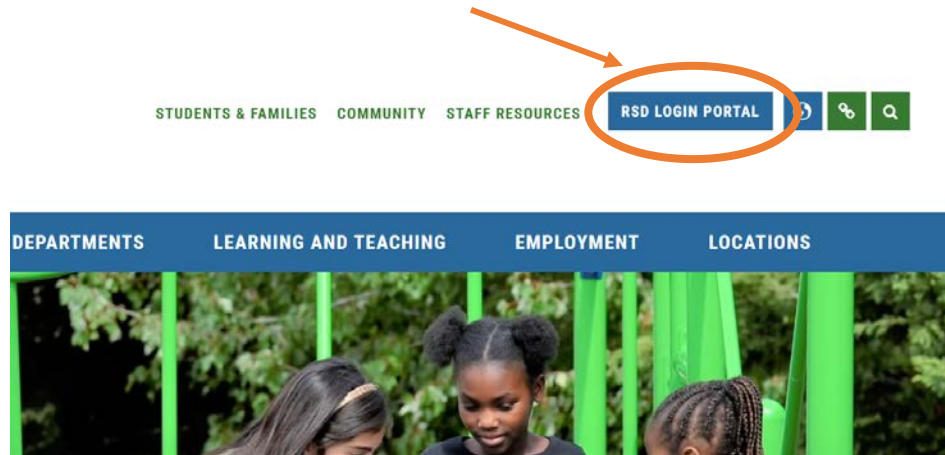 STUDENTS & FAMILIES COMMUNITY STAFF RESOURCES RSD LOGIN PORTAL
DEPARTMENTS LEARNING AND TEACHING EMPLOYMENT LOCATIONS